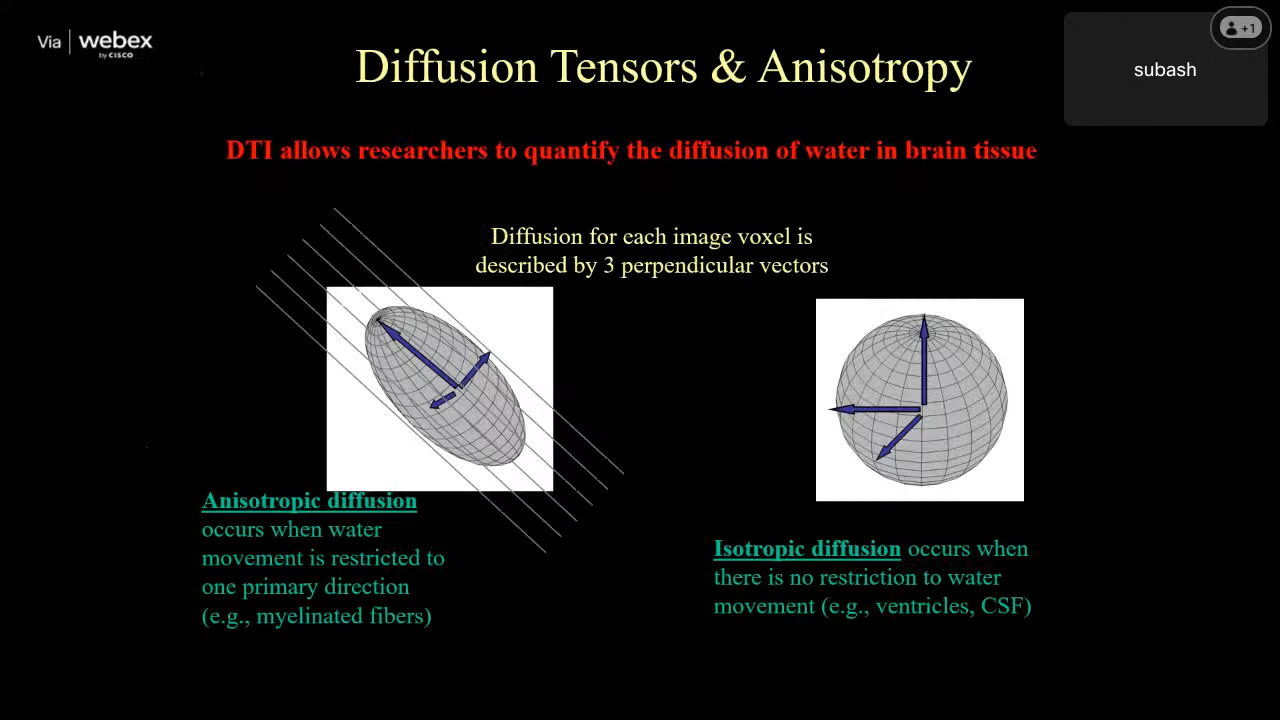 Via webex
by CISCO
+1
subash
Diffusion Tensors & Anisotropy
DTI allows researchers to quantify the diffusion of water in brain tissue
Diffusion for each image voxel is
described by 3 perpendicular vectors
Anisotropic diffusion
occurs when water
movement is restricted to
one primary direction
(e.g., myelinated fibers)
Isotropic diffusion occurs when
there is no restriction to water
movement (e.g., ventricles, CSF)